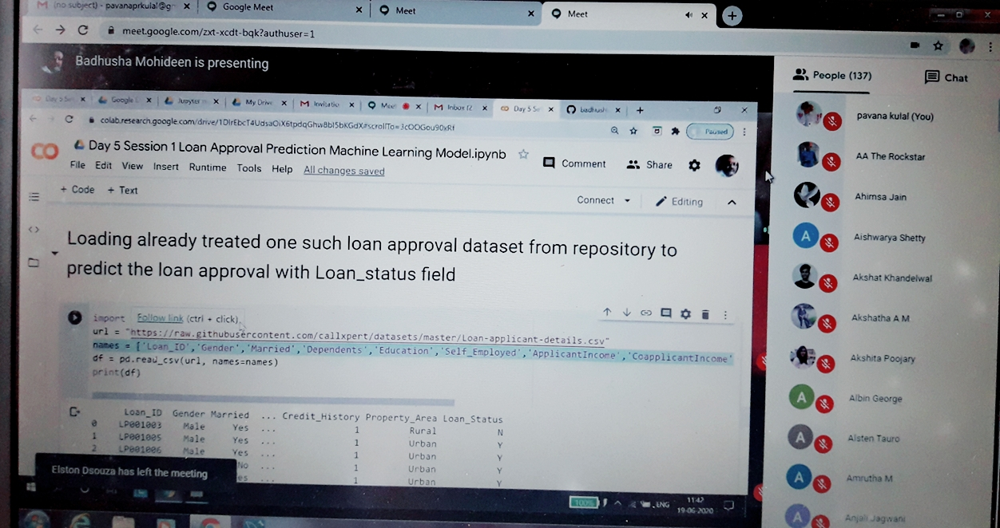 (no subject) - pavanaprkulal@g
Google Meet
Meet
Meet
meet.google.com/zxt-xcdt-bqk?authuser=1
Badhusha Mohideen is presenting
People (137)
Chat
Day 5 Ses
Google
Jupyter
My Drive
Invitatio
Mee
Inbox (2
Day 5 Se
badhush
colab.research.google.com/drive/
Paused
Day 5 Session 1 Loan Approval Prediction Machine Learning Model.ipynb
Comment
Share
File Edit View Insert Runtime Tools Help All changes saved
+ Code + Text
Connect
Editing
Loading already treated one such loan approval dataset from repository to
predict the loan approval with Loan_status field
import
Follow link (ctrl + click)
url = "https://raw.githubusercontent.com/callxpert/datasets/master/Loan-applicant-details.csv"
names = ['Loan_ID','Gender','Married','Dependents','Education','Self_Employed','ApplicantIncome','CoapplicantIncome'
df = pd.read_csv(url, names=names)
print(df)
Loan_ID Gender Married ... Credit_History Property_Area Loan_Status
0 LP001003 Male Yes ... 1 Rural N
1 LP001005 Male Yes ... 1 Urban Y
2 LP001006 Male Yes ... 1 Urban Y
No ... 1 Urban Y
es ... 1 Urban Y
Elston Dsouza has left the meeting
100%
ENG
11:42
19-06-2020
pavana kulal (You)
AA The Rockstar
Ahimsa Jain
A
Aishwarya Shetty
Akshat Khandelwal
Akshatha A M
Akshita Poojary
A
Albin George
A
Alsten Tauro
A
Amrutha M
A
Anjali Jagwani